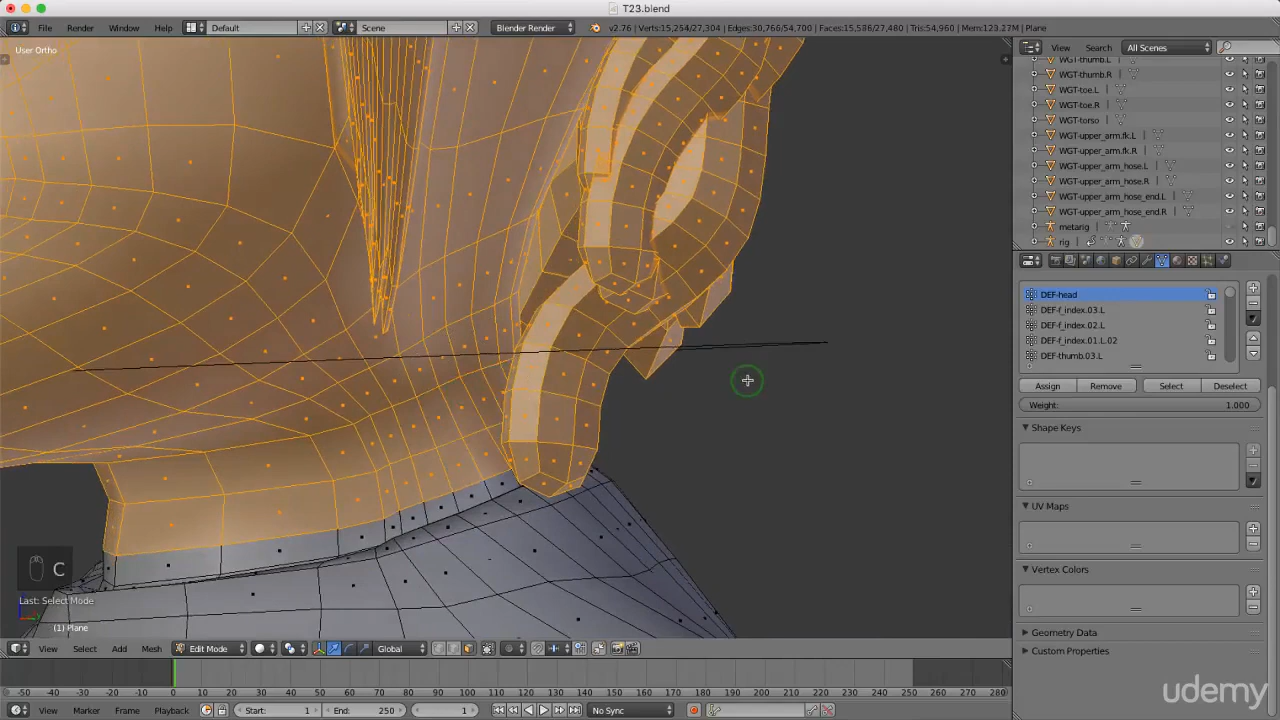 T23.blend
File Render Window Help Default Scene Blender Render v2.76 | Verts:15,254/27,304 | Edges:30,766/54,700 | Faces:15,586/27,480 | Tris:54,960 | Mem:123.27M | Plane
User Ortho
View Search All Scenes
WGT-thumb.L
WGT-thumb.R
WGT-toe.L
WGT-toe.R
WGT-torso
WGT-upper_arm.fk.L
WGT-upper_arm.fk.R
WGT-upper_arm_hose.L
WGT-upper_arm_hose.R
WGT-upper_arm_hose_end.L
WGT-upper_arm_hose_end.R
metarig
rig
DEF-head
DEF-f_index.03.L
DEF-f_index.02.L
DEF-f_index.01.L.02
DEF-thumb.03.L
Assign Remove Select Deselect
Weight: 1.000
Shape Keys
UV Maps
Vertex Colors
Geometry Data
Custom Properties
C
Last: Select Mode
(1) Plane
View Select Add Mesh Edit Mode Global
-50 -40 -30 -20 -10 0 10 20 30 40 50 60 70 80 90 100 110 120 130 140 150 160 170 180 190 200 210 220 230 240 250 260 270 280
View Marker Frame Playback Start: 1 End: 250 1 No Sync
udemy